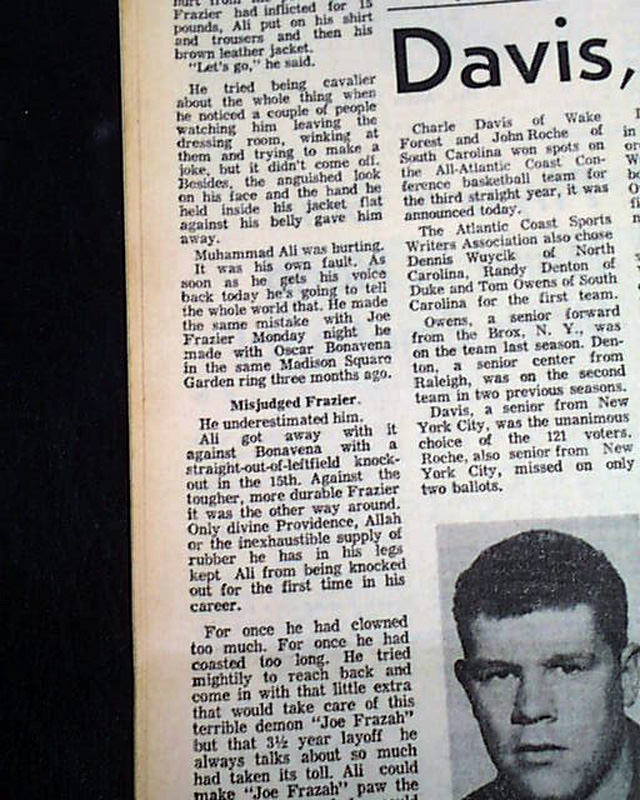 Frazier had inflicted for 15
pounds, Ali put on his shirt
and trousers and then his
brown leather jacket.
"Let's go," he said.
He tried being cavalier
about the whole thing when
he noticed a couple of people
watching him leaving the
dressing room, winking at
them and trying to make a
joke, but it didn't come off.
Besides, the anguished look
on his face and the hand he
held inside his jacket flat
against his belly gave him
away.
Muhammad Ali was hurting.
It was his own fault. As
soon as he gets his voice
back today he's going to tell
the whole world that. He made
the same mistake with Joe
Frazier Monday night he
made with Oscar Bonavena
in the same Madison Square
Garden ring three months ago.
Misjudged Frazier.
He underestimated him.
Ali got away with it
against Bonavena with a
straight-out-of-leftfield knock-
out in the 15th. Against the
tougher, more durable Frazier
it was the other way around.
Only divine Providence, Allah
or the inexhaustible supply of
rubber he has in his legs
kept Ali from being knocked
out for the first time in his
career.
For once he had clowned
too much. For once he had
coasted too long. He tried
mightily to reach back and
come in with that little extra
that would take care of this
terrible demon "Joe Frazah"
but that 3½ year layoff he
always talks about so much
had taken its toll. Ali could
make "Joe Frazah" paw the
Davis,
Charle Davis of Wake
Forest and John Roche of
South Carolina won spots on
the All-Atlantic Coast Con-
ference basketball team for
the third straight year, it was
announced today.
The Atlantic Coast Sports
Writers Association also chose
Dennis Wuycik of North
Carolina, Randy Denton of
Duke and Tom Owens of South
Carolina for the first team.
Owens, a senior forward
from the Brox, N. Y., was
on the team last season. Den-
ton, a senior center from
Raleigh, was on the second
team in two previous seasons.
Davis, a senior from New
York City, was the unanimous
choice of the 121 voters.
Roche, also senior from New
York City, missed on only
two ballots.